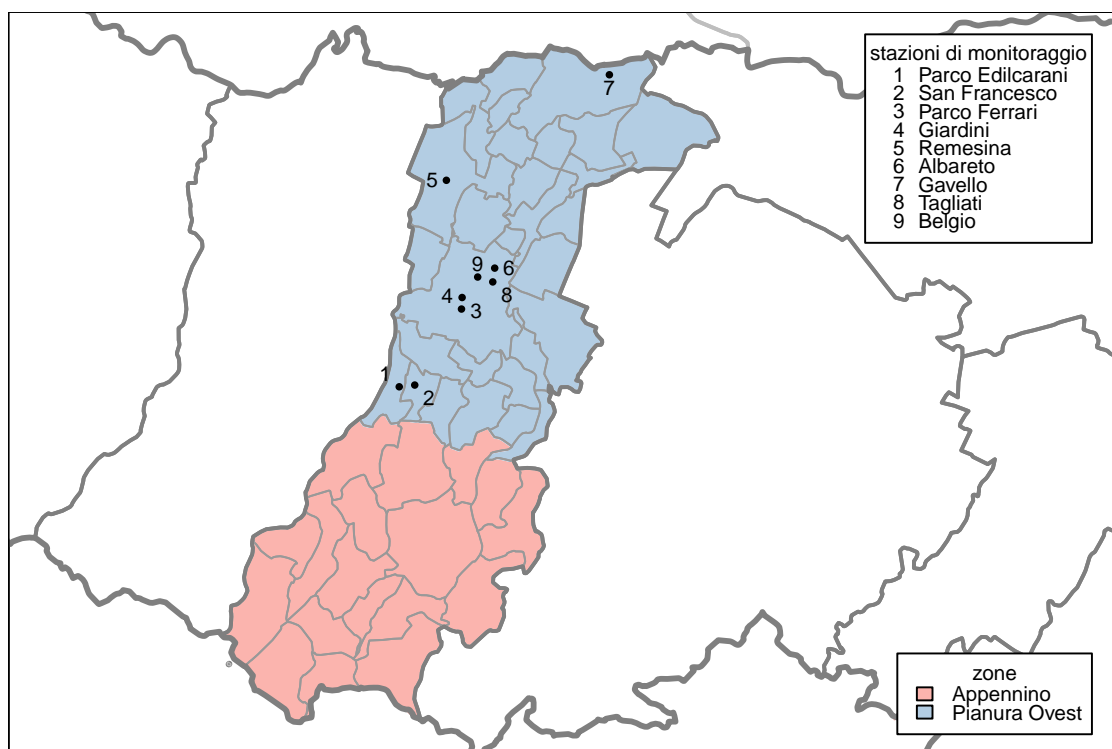 stazioni di monitoraggio
1 Parco Edilcarani
2 San Francesco
3 Parco Ferrari
4 Giardini
5 Remesina
6 Albareto
7 Gavello
8 Tagliati
9 Belgio
7
5
9 6
4 8
3
1
2
zone
Appennino
Pianura Ovest